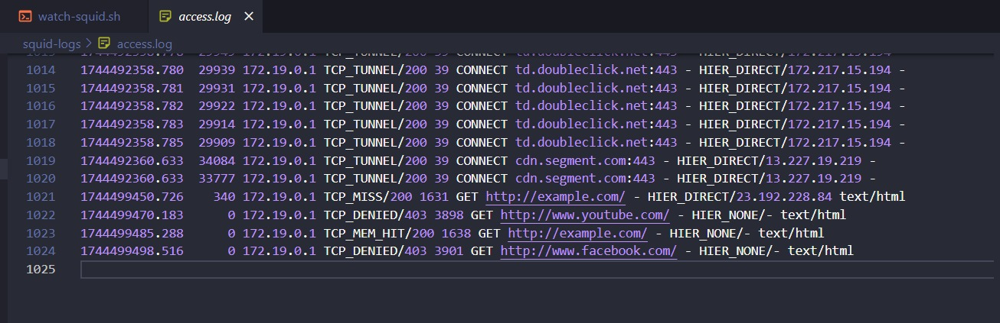 watch-squid.sh
access.log
squid-logs > access.log
1014 1744492358.780  29939 172.19.0.1 TCP_TUNNEL/200 39 CONNECT td.doubleclick.net:443 - HIER_DIRECT/172.217.15.194 -
1015 1744492358.781  29931 172.19.0.1 TCP_TUNNEL/200 39 CONNECT td.doubleclick.net:443 - HIER_DIRECT/172.217.15.194 -
1016 1744492358.782  29922 172.19.0.1 TCP_TUNNEL/200 39 CONNECT td.doubleclick.net:443 - HIER_DIRECT/172.217.15.194 -
1017 1744492358.783  29914 172.19.0.1 TCP_TUNNEL/200 39 CONNECT td.doubleclick.net:443 - HIER_DIRECT/172.217.15.194 -
1018 1744492358.785  29909 172.19.0.1 TCP_TUNNEL/200 39 CONNECT td.doubleclick.net:443 - HIER_DIRECT/172.217.15.194 -
1019 1744492360.633  34084 172.19.0.1 TCP_TUNNEL/200 39 CONNECT cdn.segment.com:443 - HIER_DIRECT/13.227.19.219 -
1020 1744492360.633  33777 172.19.0.1 TCP_TUNNEL/200 39 CONNECT cdn.segment.com:443 - HIER_DIRECT/13.227.19.219 -
1021 1744499450.726    340 172.19.0.1 TCP_MISS/200 1631 GET http://example.com/ - HIER_DIRECT/23.192.228.84 text/html
1022 1744499470.183      0 172.19.0.1 TCP_DENIED/403 3898 GET http://www.youtube.com/ - HIER_NONE/- text/html
1023 1744499485.288      0 172.19.0.1 TCP_MEM_HIT/200 1638 GET http://example.com/ - HIER_NONE/- text/html
1024 1744499498.516      0 172.19.0.1 TCP_DENIED/403 3901 GET http://www.facebook.com/ - HIER_NONE/- text/html
1025